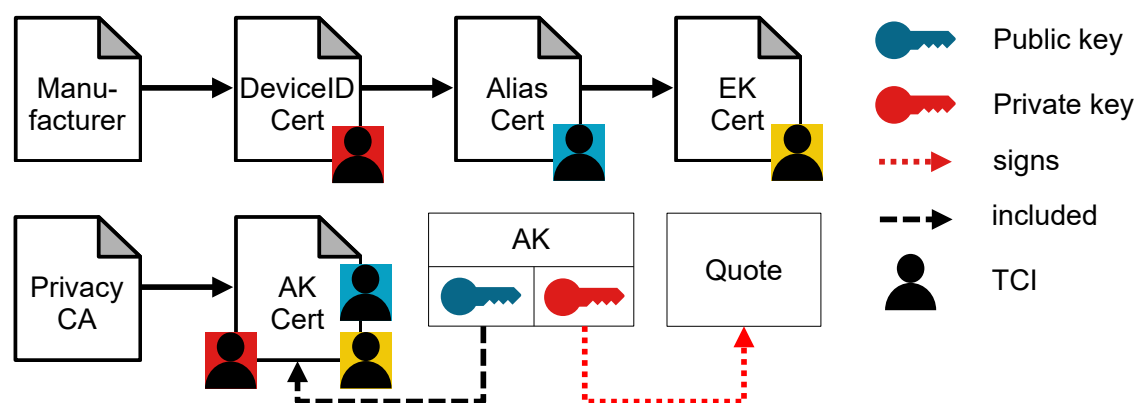 Manu-
facturer
DeviceID
Cert
Alias
Cert
EK
Cert
Public key
Private key
signs
included
TCI
Privacy
CA
AK
Cert
AK
Quote